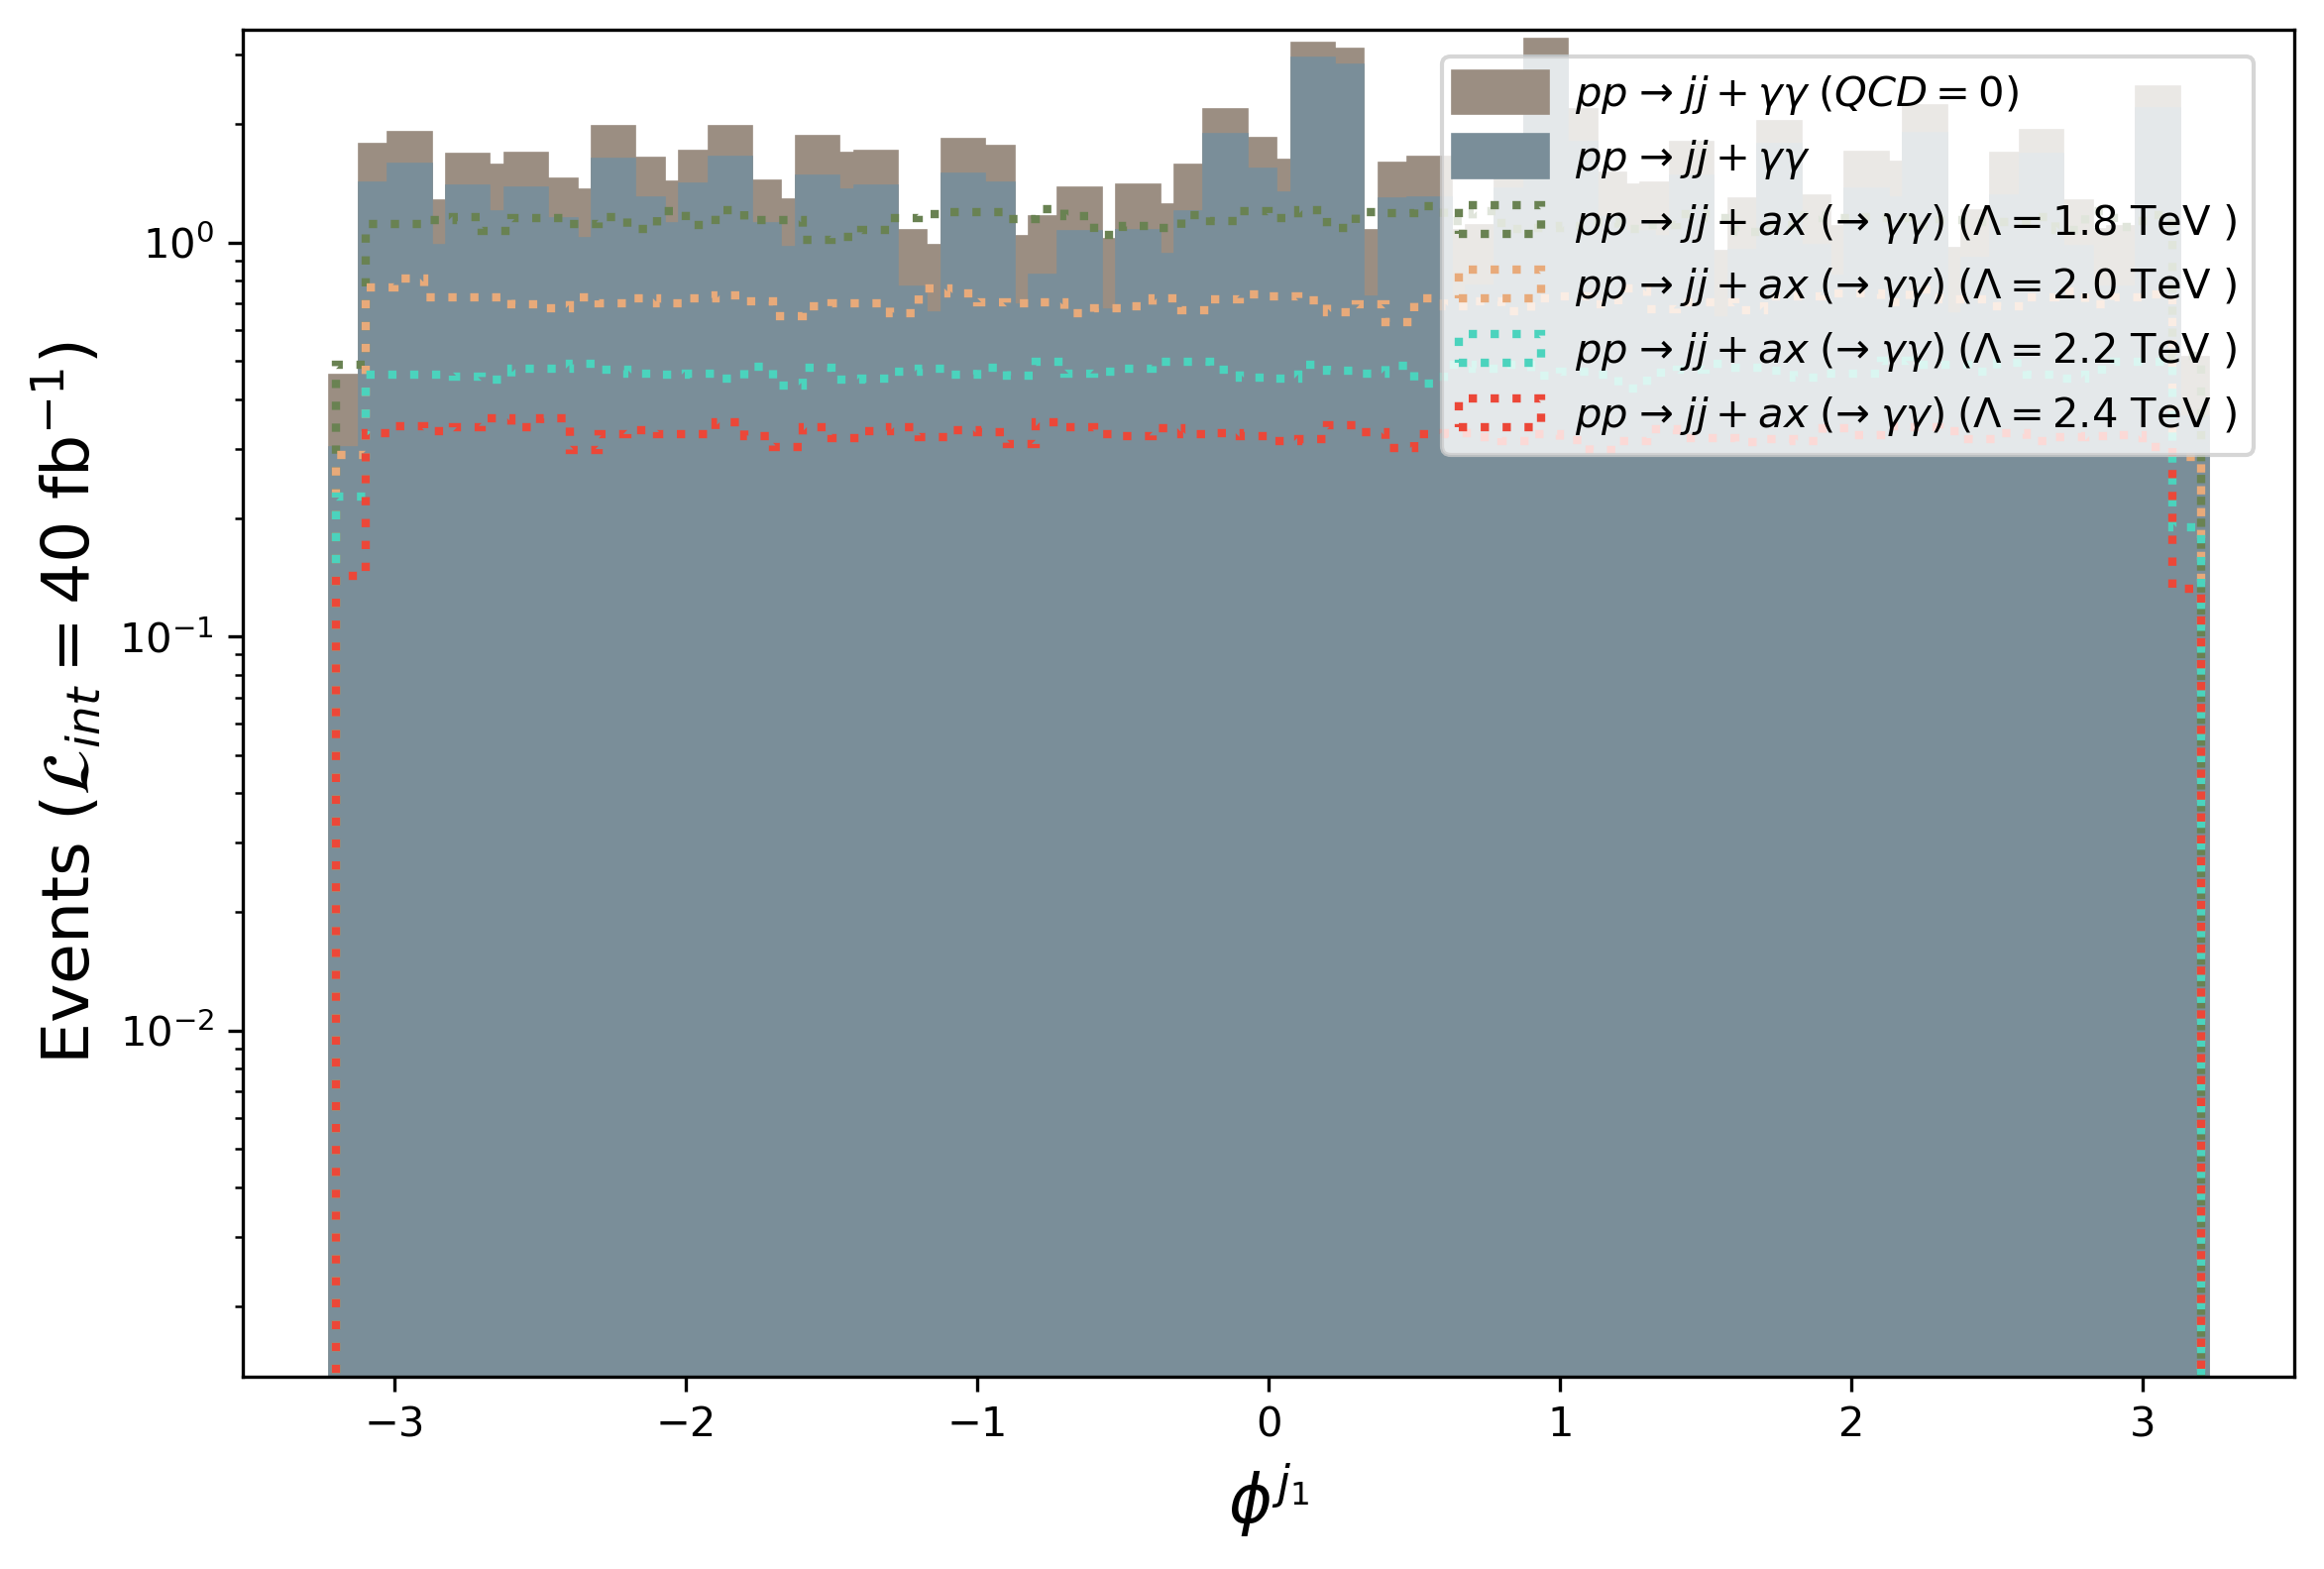 Events (ℒ_int = 40 fb⁻¹)
10⁰
10⁻¹
10⁻²
pp → jj + γγ (QCD = 0)
pp → jj + γγ
pp → jj + ax (→ γγ) (Λ = 1.8 TeV )
pp → jj + ax (→ γγ) (Λ = 2.0 TeV )
pp → jj + ax (→ γγ) (Λ = 2.2 TeV )
pp → jj + ax (→ γγ) (Λ = 2.4 TeV )
−3 −2 −1 0 1 2 3
ϕ^{j₁}